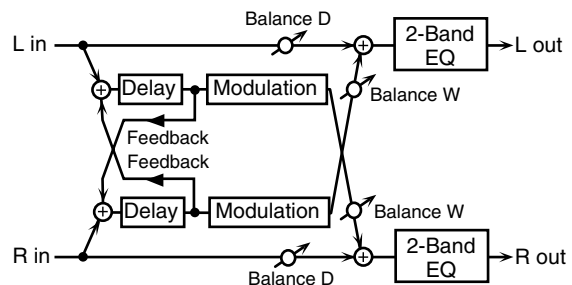 Balance D
L in
2-Band
EQ
L out
Delay
Modulation
Balance W
Feedback
Feedback
Delay
Modulation
Balance W
R in
2-Band
EQ
R out
Balance D